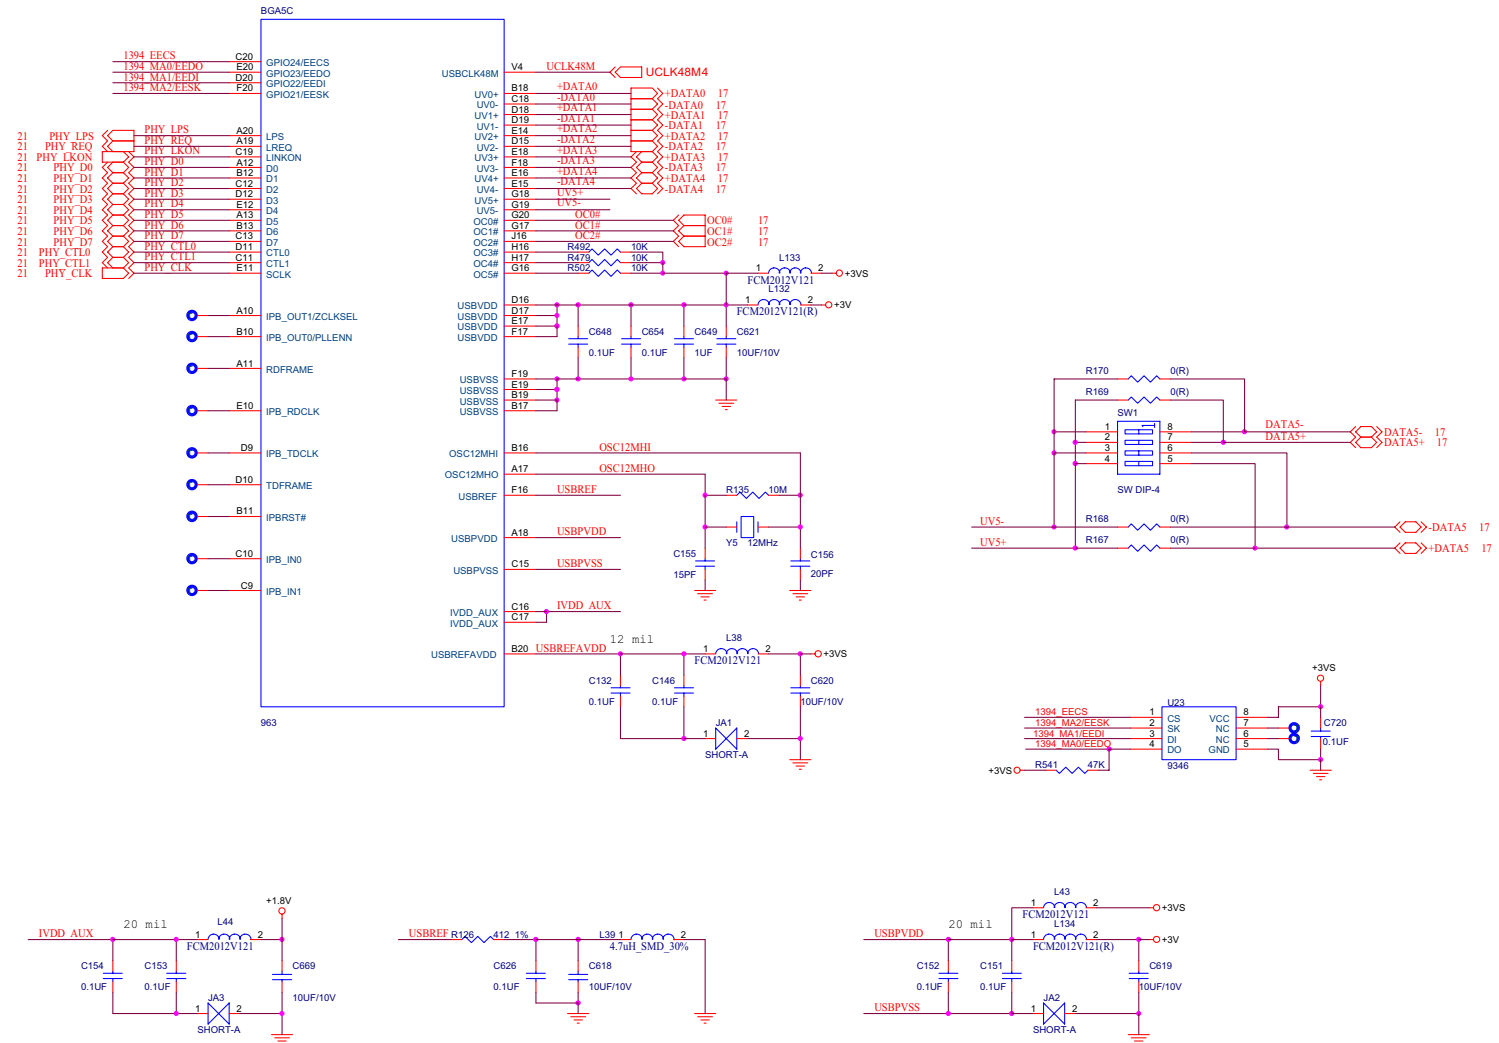 BGA5C
1394_EECS C20 GPIO24/EECS
1394_MA0/EEDO E20 GPIO23/EEDO
1394_MA1/EEDI D20 GPIO22/EEDI
1394_MA2/EESK F20 GPIO21/EESK
21 PHY_LPS PHY_LPS A20 LPS
21 PHY_REQ PHY_REQ A19 LREQ
21 PHY_LKON PHY_LKON C19 LINKON
21 PHY_D0 PHY_D0 A12 D0
21 PHY_D1 PHY_D1 B12 D1
21 PHY_D2 PHY_D2 C12 D2
21 PHY_D3 PHY_D3 D12 D3
21 PHY_D4 PHY_D4 E12 D4
21 PHY_D5 PHY_D5 A13 D5
21 PHY_D6 PHY_D6 B13 D6
21 PHY_D7 PHY_D7 C13 D7
21 PHY_CTL0 PHY_CTL0 D11 CTL0
21 PHY_CTL1 PHY_CTL1 C11 CTL1
21 PHY_CLK PHY_CLK E11 SCLK
A10 IPB_OUT1/ZCLKSEL
B10 IPB_OUT0/PLLENN
A11 RDFRAME
E10 IPB_RDCLK
D9 IPB_TDCLK
D10 TDFRAME
B11 IPBRST#
C10 IPB_IN0
C9 IPB_IN1
963
USBCLK48M V4 UCLK48M UCLK48M4
UV0+ B18 +DATA0 +DATA0 17
UV0- C18 -DATA0 -DATA0 17
UV1+ D18 +DATA1 +DATA1 17
UV1- D19 -DATA1 -DATA1 17
UV2+ E14 +DATA2 +DATA2 17
UV2- D15 -DATA2 -DATA2 17
UV3+ E18 +DATA3 +DATA3 17
UV3- F18 -DATA3 -DATA3 17
UV4+ E16 +DATA4 +DATA4 17
UV4- E15 -DATA4 -DATA4 17
UV5+ G18 UV5+
UV5- G19 UV5-
OC0# G20 OC0# OC0# 17
OC1# G17 OC1# OC1# 17
OC2# J16 OC2# OC2# 17
OC3# H16 R492 10K
OC4# H17 R479 10K
OC5# G16 R502 10K
L133
1 2 +3VS
FCM2012V121
L132
1 2 +3V
FCM2012V121(R)
USBVDD D16
USBVDD D17
USBVDD E17
USBVDD F17
C648 C654 C649 C621
0.1UF 0.1UF 1UF 10UF/10V
USBVSS F19
USBVSS E19
USBVSS B19
USBVSS B17
OSC12MHI B16 OSC12MHI
OSC12MHO A17 OSC12MHO
USBREF F16 USBREF
R135 10M
USBPVDD A18 USBPVDD
Y5 12MHz
C155 C156
15PF 20PF
USBPVSS C15 USBPVSS
IVDD_AUX C16 IVDD_AUX
IVDD_AUX C17
12 mil
USBREFAVDD B20 USBREFAVDD
L38
1 2 +3VS
FCM2012V121
C132 C146 C620
0.1UF 0.1UF 10UF/10V
JA1
1 2
SHORT-A
R170 0(R)
R169 0(R)
SW1
1 8 DATA5- DATA5- 17
2 7 DATA5+ DATA5+ 17
3 6
4 5
SW DIP-4
UV5- R168 0(R) -DATA5 17
UV5+ R167 0(R) +DATA5 17
+3VS
U23
1394_EECS 1 CS VCC 8
1394_MA2/EESK 2 SK NC 7
1394_MA1/EEDI 3 DI NC 6
1394_MA0/EEDO 4 DO GND 5
C720
0.1UF
+3VS R541 47K
9346
+1.8V
IVDD_AUX 20 mil
L44
1 2
FCM2012V121
C154 C153 C669
0.1UF 0.1UF 10UF/10V
JA3
1 2
SHORT-A
USBREF R126 412_1% L39 1 2
4.7uH_SMD_30%
C626 C618
0.1UF 10UF/10V
L43
1 2 +3VS
FCM2012V121
USBPVDD 20 mil
L134
1 2 +3V
FCM2012V121(R)
C152 C151 C619
0.1UF 0.1UF 10UF/10V
USBPVSS
JA2
1 2
SHORT-A